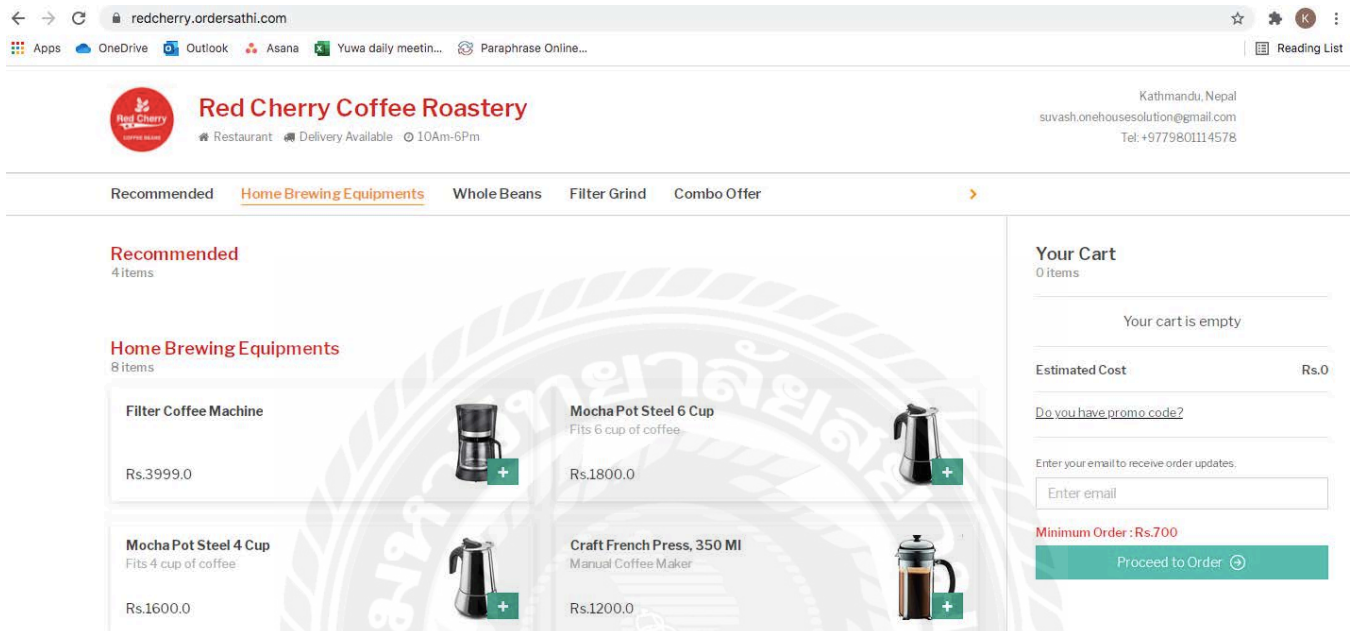 redcherry.ordersathi.com
K
Apps OneDrive Outlook Asana Yuwa daily meetin... Paraphrase Online... Reading List
Red Cherry
COFFEE BEANS
Red Cherry Coffee Roastery
Restaurant Delivery Available 10Am-6Pm
Kathmandu, Nepal
suvash.onehousesolution@gmail.com
Tel: +9779801114578
Recommended Home Brewing Equipments Whole Beans Filter Grind Combo Offer
Recommended
4 items
Home Brewing Equipments
8 items
Filter Coffee Machine
Rs.3999.0
Mocha Pot Steel 6 Cup
Fits 6 cup of coffee
Rs.1800.0
Mocha Pot Steel 4 Cup
Fits 4 cup of coffee
Rs.1600.0
Craft French Press, 350 Ml
Manual Coffee Maker
Rs.1200.0
Your Cart
0 items
Your cart is empty
Estimated Cost Rs.0
Do you have promo code?
Enter your email to receive order updates.
Enter email
Minimum Order : Rs.700
Proceed to Order